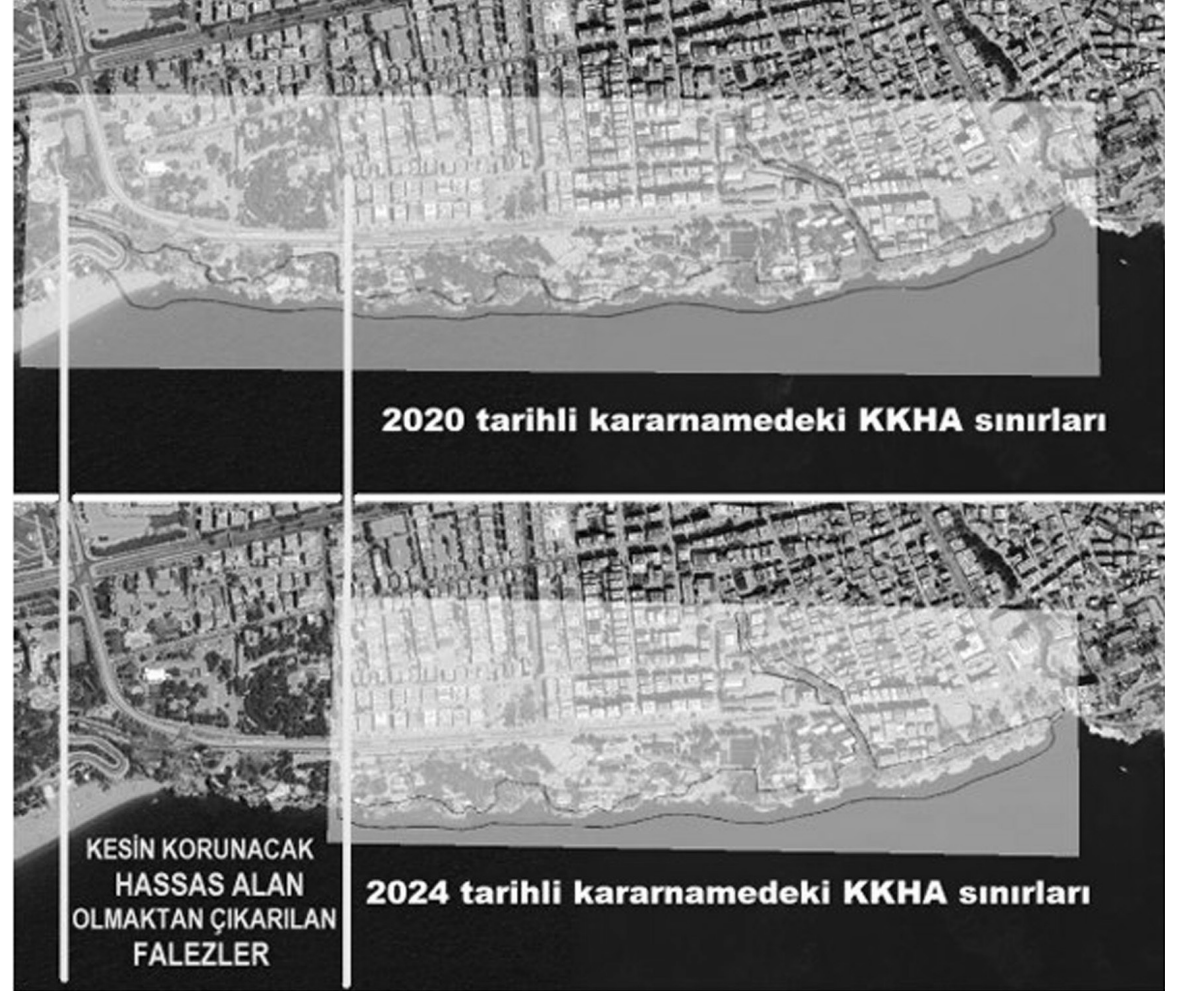 2020 tarihli kararnamedeki KKHA sınırları
KESİN KORUNACAK
HASSAS ALAN
OLMAKTAN ÇIKARILAN
FALEZLER
2024 tarihli kararnamedeki KKHA sınırları